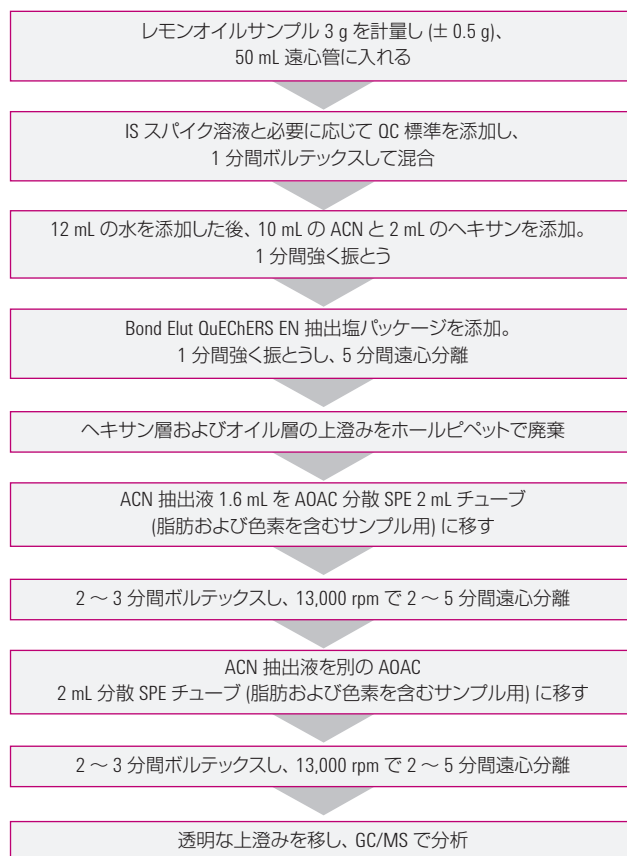 レモンオイルサンプル 3 g を計量し (± 0.5 g)、
50 mL 遠心管に入れる
IS スパイク溶液と必要に応じて QC 標準を添加し、
1 分間ボルテックスして混合
12 mL の水を添加した後、10 mL の ACN と 2 mL のヘキサンを添加。
1 分間強く振とう
Bond Elut QuEChERS EN 抽出塩パッケージを添加。
1 分間強く振とうし、5 分間遠心分離
ヘキサン層およびオイル層の上澄みをホールピペットで廃棄
ACN 抽出液 1.6 mL を AOAC 分散 SPE 2 mL チューブ
(脂肪および色素を含むサンプル用) に移す
2 ～ 3 分間ボルテックスし、13,000 rpm で 2 ～ 5 分間遠心分離
ACN 抽出液を別の AOAC
2 mL 分散 SPE チューブ (脂肪および色素を含むサンプル用) に移す
2 ～ 3 分間ボルテックスし、13,000 rpm で 2 ～ 5 分間遠心分離
透明な上澄みを移し、GC/MS で分析